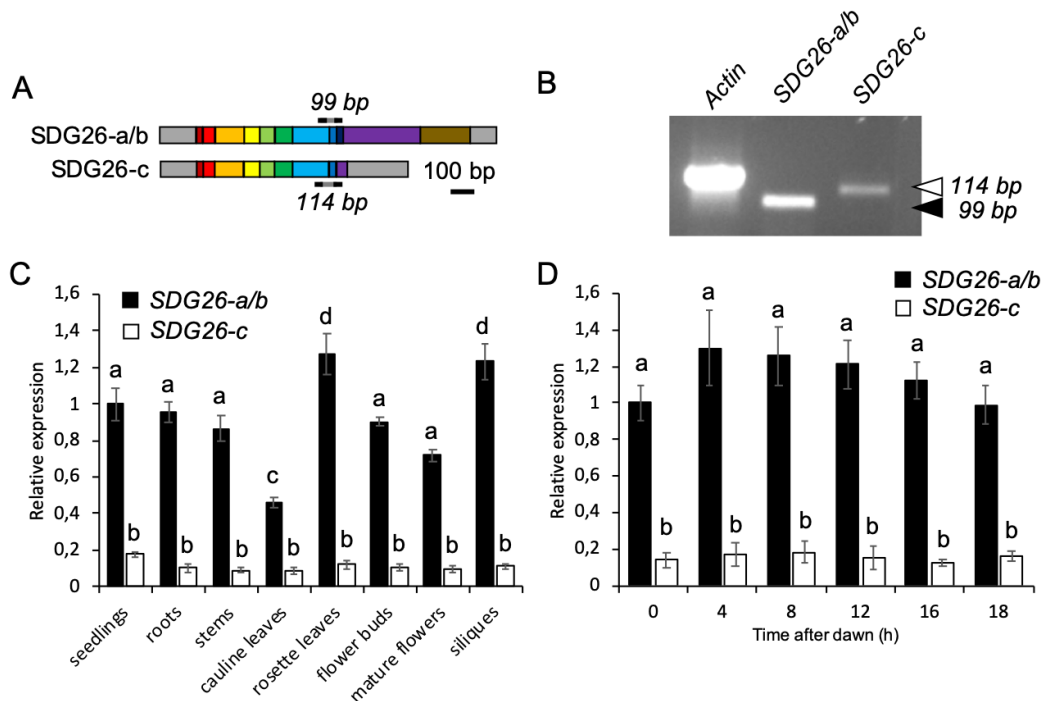 A
99 bp
SDG26-a/b
SDG26-c
100 bp
114 bp
B
Actin
SDG26-a/b
SDG26-c
114 bp
99 bp
C
Relative expression
1,6
1,4
1,2
1
0,8
0,6
0,4
0,2
0
SDG26-a/b
SDG26-c
a
b
a
b
a
b
c
b
d
b
a
b
a
b
d
b
seedlings
roots
stems
cauline leaves
rosette leaves
flower buds
mature flowers
siliques
D
Relative expression
1,6
1,4
1,2
1
0,8
0,6
0,4
0,2
0
SDG26-a/b
SDG26-c
a
b
a
b
a
b
a
b
a
b
a
b
0 4 8 12 16 18
Time after dawn (h)